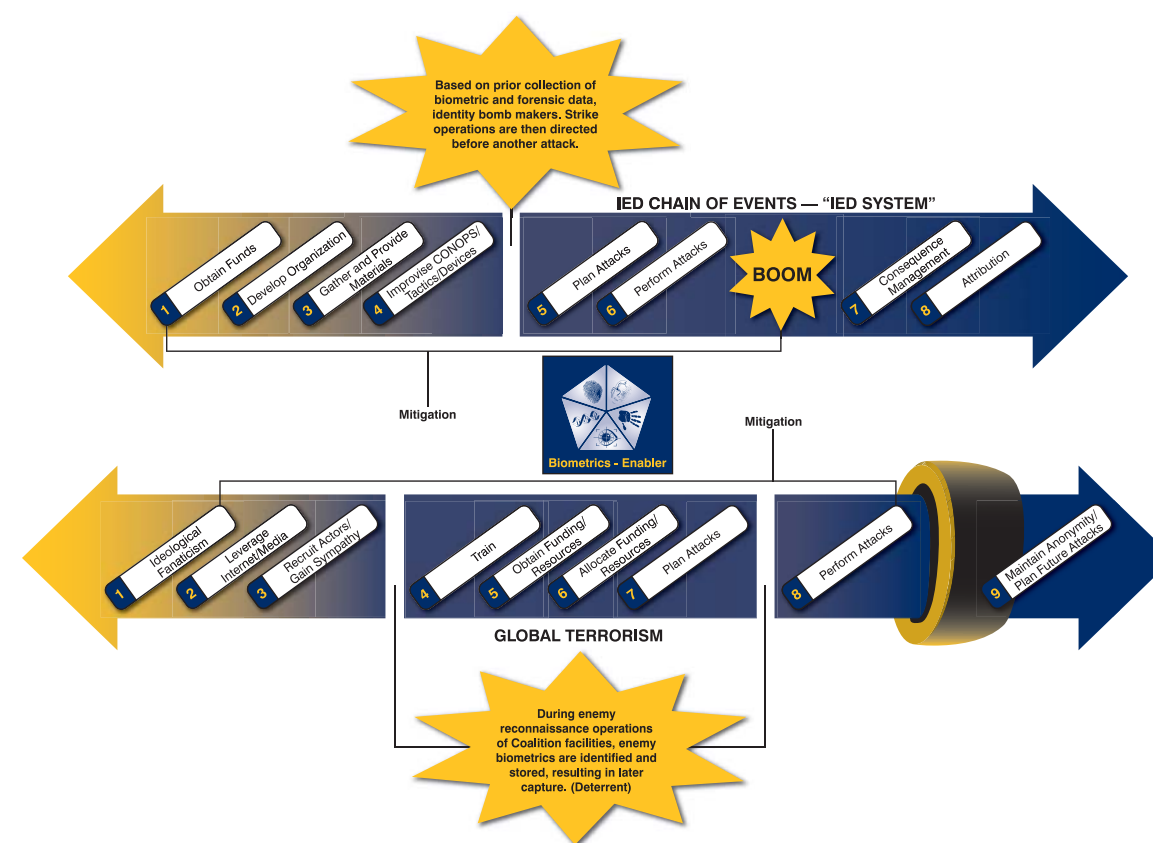 Based on prior collection of
biometric and forensic data,
identity bomb makers. Strike
operations are then directed
before another attack.
IED CHAIN OF EVENTS — “IED SYSTEM”
1 Obtain Funds
2 Develop Organization
3 Gather and Provide
Materials
4 Improvise CONOPS/
Tactics/Devices
5 Plan Attacks
6 Perform Attacks
BOOM
7 Consequence
Management
8 Attribution
Mitigation
Biometrics - Enabler
Mitigation
1 Ideological
Fanaticism
2 Leverage
Internet/Media
3 Recruit Actors/
Gain Sympathy
4 Train
5 Obtain Funding/
Resources
6 Allocate Funding/
Resources
7 Plan Attacks
8 Perform Attacks
9 Maintain Anonymity/
Plan Future Attacks
GLOBAL TERRORISM
During enemy
reconnaissance operations
of Coalition facilities, enemy
biometrics are identified and
stored, resulting in later
capture. (Deterrent)